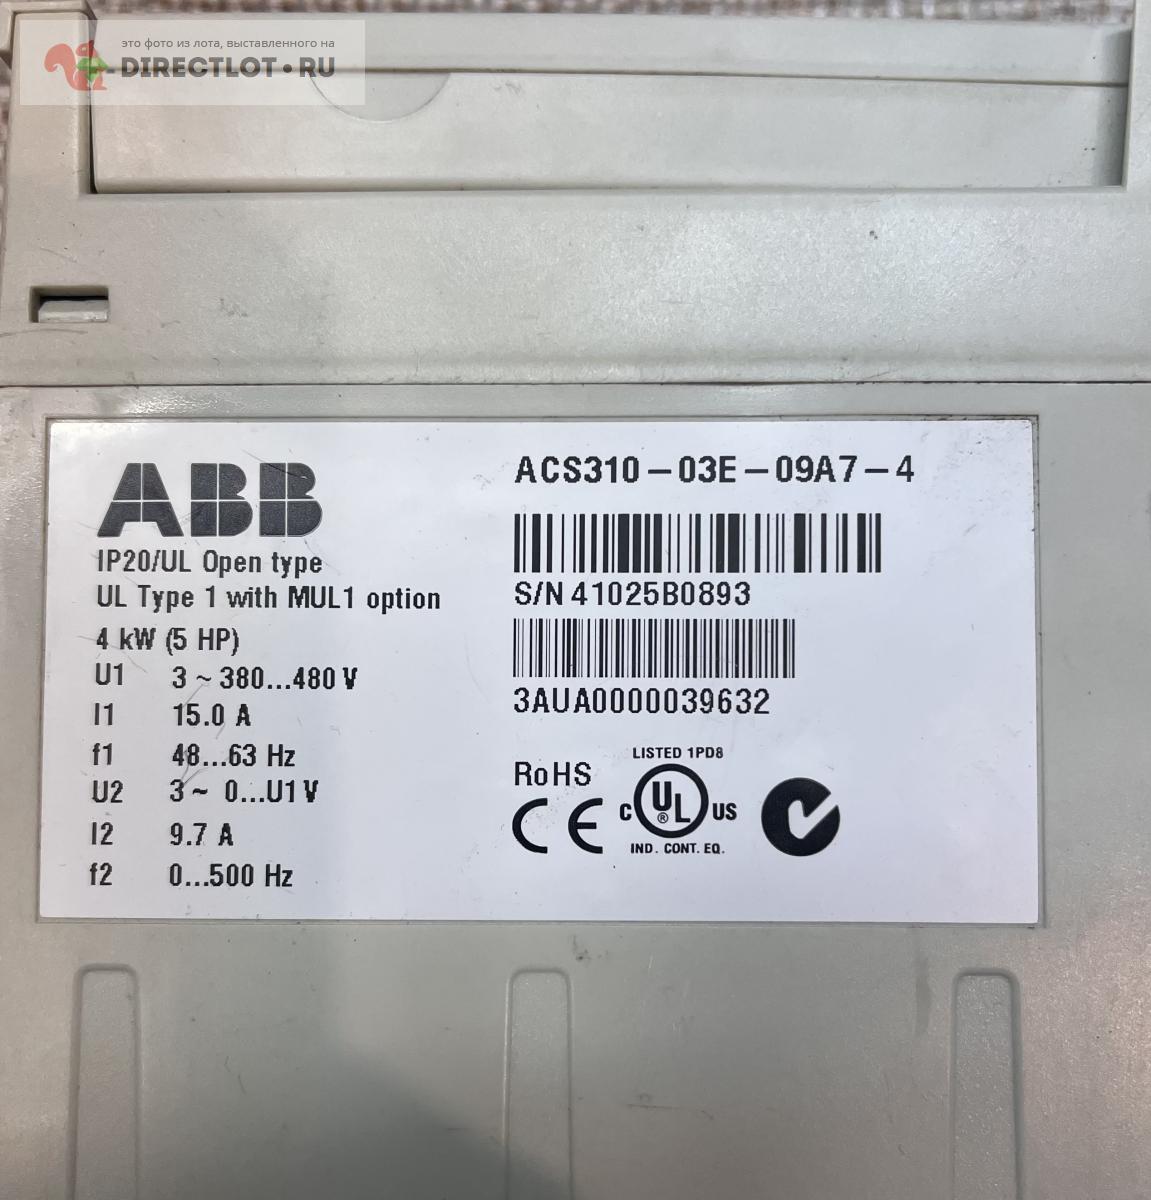 это фото из лота, выставленного на
DIRECTLOT•RU
ABB
IP20/UL Open type
UL Type 1 with MUL1 option
4 kW (5 HP)
U1 3~380...480 V
I1 15.0 A
f1 48...63 Hz
U2 3~ 0...U1 V
I2 9.7 A
f2 0...500 Hz
ACS310-03E-09A7-4
S/N 41025B0893
3AUA0000039632
RoHS
CE
LISTED 1PD8
C UL® US
IND. CONT. EQ.